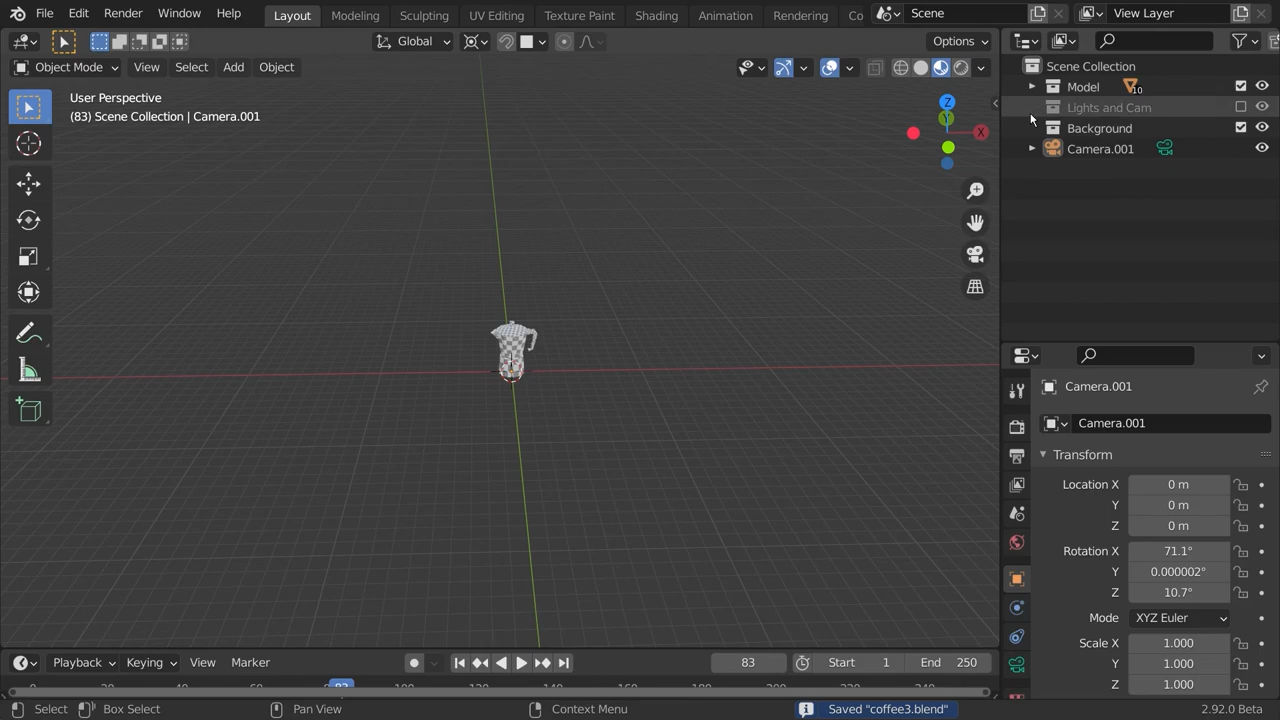 File Edit Render Window Help Layout Modeling Sculpting UV Editing Texture Paint Shading Animation Rendering Co Scene View Layer
Global Options
Object Mode View Select Add Object
User Perspective
(83) Scene Collection | Camera.001
Z
Y
X
Scene Collection
Model 10
Lights and Cam
Background
Camera.001
Camera.001
Camera.001
Transform
Location X 0 m
Y 0 m
Z 0 m
Rotation X 71.1°
Y 0.000002°
Z 10.7°
Mode XYZ Euler
Scale X 1.000
Y 1.000
Z 1.000
Playback Keying View Marker 83 Start 1 End 250
Select Box Select Pan View Context Menu Saved "coffee3.blend" 2.92.0 Beta